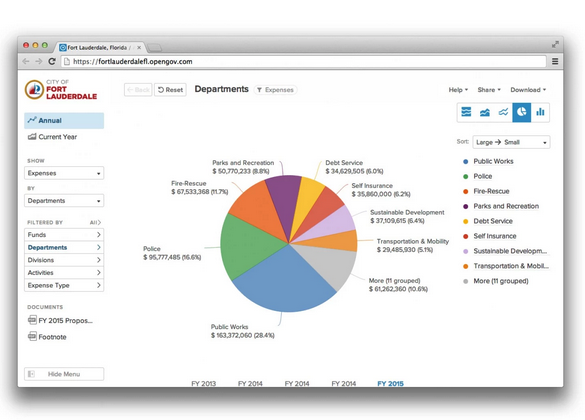 Fort Lauderdale, Florida
https://fortlauderdalefl.opengov.com
CITY OF
FORT
LAUDERDALE
Back
Reset
Departments
Expenses
Help
Share
Download
Annual
Current Year
Sort:
Large → Small
SHOW
Expenses
BY
Departments
FILTERED BY
All
Funds
Departments
Divisions
Activities
Expense Type
DOCUMENTS
FY 2015 Propos...
Footnote
Hide Menu
Parks and Recreation
$ 50,770,233 (8.8%)
Debt Service
$ 34,629,505 (6.0%)
Fire-Rescue
$ 67,533,368 (11.7%)
Self Insurance
$ 35,860,000 (6.2%)
Sustainable Development
$ 37,109,615 (6.4%)
Police
$ 95,777,485 (16.6%)
Transportation & Mobility
$ 29,485,930 (5.1%)
More (11 grouped)
$ 61,262,360 (10.6%)
Public Works
$ 163,372,060 (28.4%)
Public Works
Police
Fire-Rescue
Parks and Recreation
Debt Service
Self Insurance
Sustainable Developm...
Transportation & Mobil...
More (11 grouped)
FY 2013
FY 2014
FY 2014
FY 2014
FY 2015